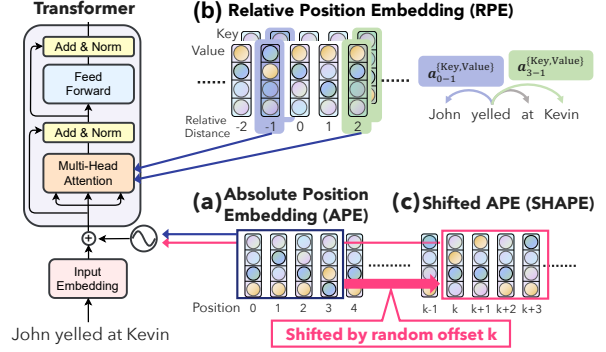 Transformer
Add & Norm
Feed
Forward
Add & Norm
Multi-Head
Attention
Input
Embedding
John yelled at Kevin
(b) Relative Position Embedding (RPE)
Key
Value
Relative
Distance
-2 -1 0 1 2
a_{0-1}^{{Key,Value}}
a_{3-1}^{{Key,Value}}
John yelled at Kevin
(a) Absolute Position
Embedding (APE)
(c) Shifted APE (SHAPE)
Position 0 1 2 3 4 k-1 k k+1 k+2 k+3
Shifted by random offset k